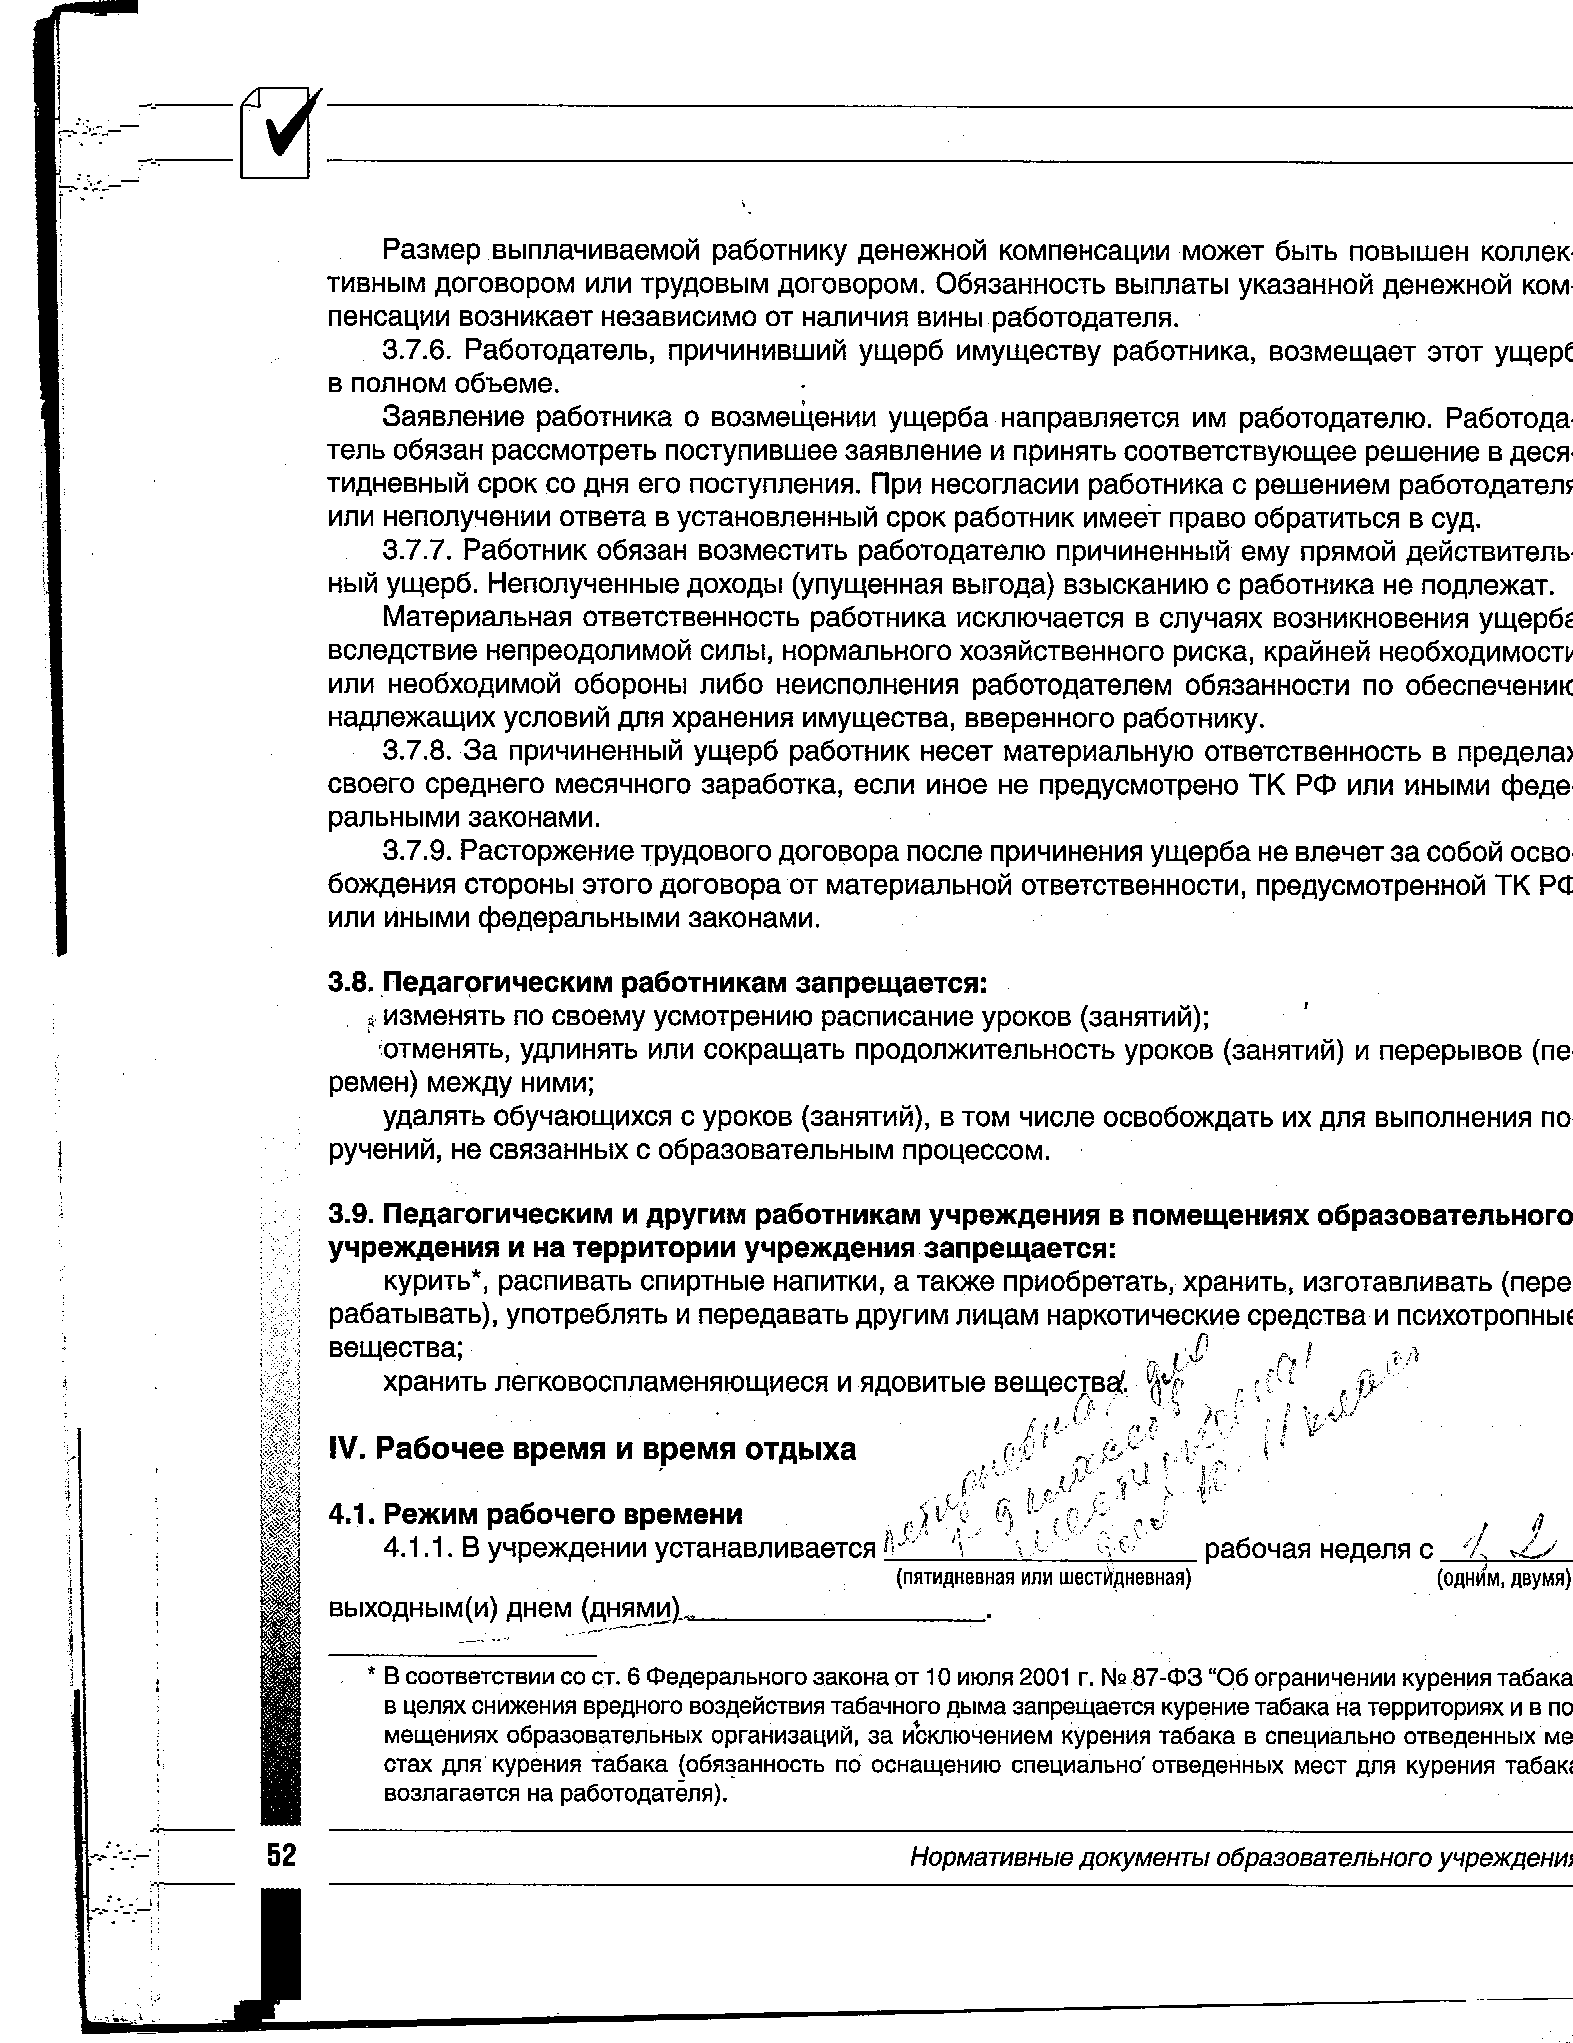 Размер выплачиваемой работнику денежной компенсации может быть повышен коллек-
тивным договором или трудовым договором. Обязанность выплаты указанной денежной ком-
пенсации возникает независимо от наличия вины работодателя.
3.7.6. Работодатель, причинивший ущерб имуществу работника, возмещает этот ущерб
в полном объеме.
Заявление работника о возмещении ущерба направляется им работодателю. Работода-
тель обязан рассмотреть поступившее заявление и принять соответствующее решение в деся-
тидневный срок со дня его поступления. При несогласии работника с решением работодателя
или неполучении ответа в установленный срок работник имеет право обратиться в суд.
3.7.7. Работник обязан возместить работодателю причиненный ему прямой действитель-
ный ущерб. Неполученные доходы (упущенная выгода) взысканию с работника не подлежат.
Материальная ответственность работника исключается в случаях возникновения ущерба
вследствие непреодолимой силы, нормального хозяйственного риска, крайней необходимости
или необходимой обороны либо неисполнения работодателем обязанности по обеспечению
надлежащих условий для хранения имущества, вверенного работнику.
3.7.8. За причиненный ущерб работник несет материальную ответственность в пределах
своего среднего месячного заработка, если иное не предусмотрено ТК РФ или иными феде-
ральными законами.
3.7.9. Расторжение трудового договора после причинения ущерба не влечет за собой осво-
бождения стороны этого договора от материальной ответственности, предусмотренной ТК РФ
или иными федеральными законами.
3.8. Педагогическим работникам запрещается:
изменять по своему усмотрению расписание уроков (занятий);
отменять, удлинять или сокращать продолжительность уроков (занятий) и перерывов (пе-
ремен) между ними;
удалять обучающихся с уроков (занятий), в том числе освобождать их для выполнения по-
ручений, не связанных с образовательным процессом.
3.9. Педагогическим и другим работникам учреждения в помещениях образовательного
учреждения и на территории учреждения запрещается:
курить*, распивать спиртные напитки, а также приобретать, хранить, изготавливать (пере-
рабатывать), употреблять и передавать другим лицам наркотические средства и психотропные
вещества;
хранить легковоспламеняющиеся и ядовитые вещества.
IV. Рабочее время и время отдыха
4.1. Режим рабочего времени
пятидневная для
1-9 классов
для 10-11 класса
4.1.1. В учреждении устанавливается рабочая неделя с 1, 2
(пятидневная или шестидневная) (одним, двумя)
выходным(и) днем (днями) .
* В соответствии со ст. 6 Федерального закона от 10 июля 2001 г. № 87-ФЗ “Об ограничении курения табака
в целях снижения вредного воздействия табачного дыма запрещается курение табака на территориях и в по
мещениях образовательных организаций, за исключением курения табака в специально отведенных ме
стах для курения табака (обязанность по оснащению специально отведенных мест для курения табака
возлагается на работодателя).
52
Нормативные документы образовательного учреждения